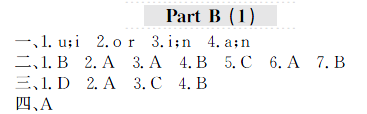 Part B (1)
一、1. u;i 2. o r 3. i;n 4. a;n
二、1. B 2. A 3. A 4. B 5. C 6. A 7. B
三、1. D 2. A 3. C 4. B
四、A